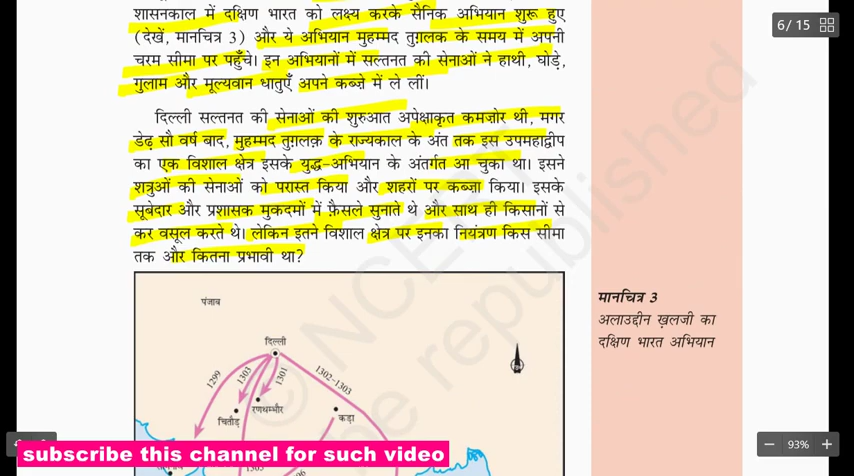 शासनकाल में दक्षिण भारत को लक्ष्य करके सैनिक अभियान शुरू हुए
(देखें, मानचित्र 3) और ये अभियान मुहम्मद तुग़लक के समय में अपनी
चरम सीमा पर पहुँचे। इन अभियानों में सल्तनत की सेनाओं ने हाथी, घोड़े,
गुलाम और मूल्यवान धातुएँ अपने कब्ज़े में ले लीं।
दिल्ली सल्तनत की सेनाओं की शुरुआत अपेक्षाकृत कमज़ोर थी, मगर
डेढ़ सौ वर्ष बाद, मुहम्मद तुग़लक़ के राज्यकाल के अंत तक इस उपमहाद्वीप
का एक विशाल क्षेत्र इसके युद्ध-अभियान के अंतर्गत आ चुका था। इसने
शत्रुओं की सेनाओं को परास्त किया और शहरों पर कब्ज़ा किया। इसके
सूबेदार और प्रशासक मुकदमों में फ़ैसले सुनाते थे और साथ ही किसानों से
कर वसूल करते थे। लेकिन इतने विशाल क्षेत्र पर इनका नियंत्रण किस सीमा
तक और कितना प्रभावी था?
6 / 15
मानचित्र 3
अलाउद्दीन ख़लजी का
दक्षिण भारत अभियान
पंजाब
दिल्ली
1299
1303
1301
1302-1303
रणथम्भौर
चितौड़
कड़ा
© NCERT
be republished
93%
subscribe this channel for such video